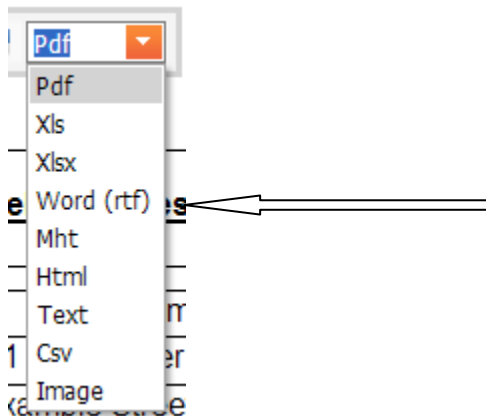 Pdf
Pdf
Xls
Xlsx
Word (rtf)
Mht
Html
Text
Csv
Image